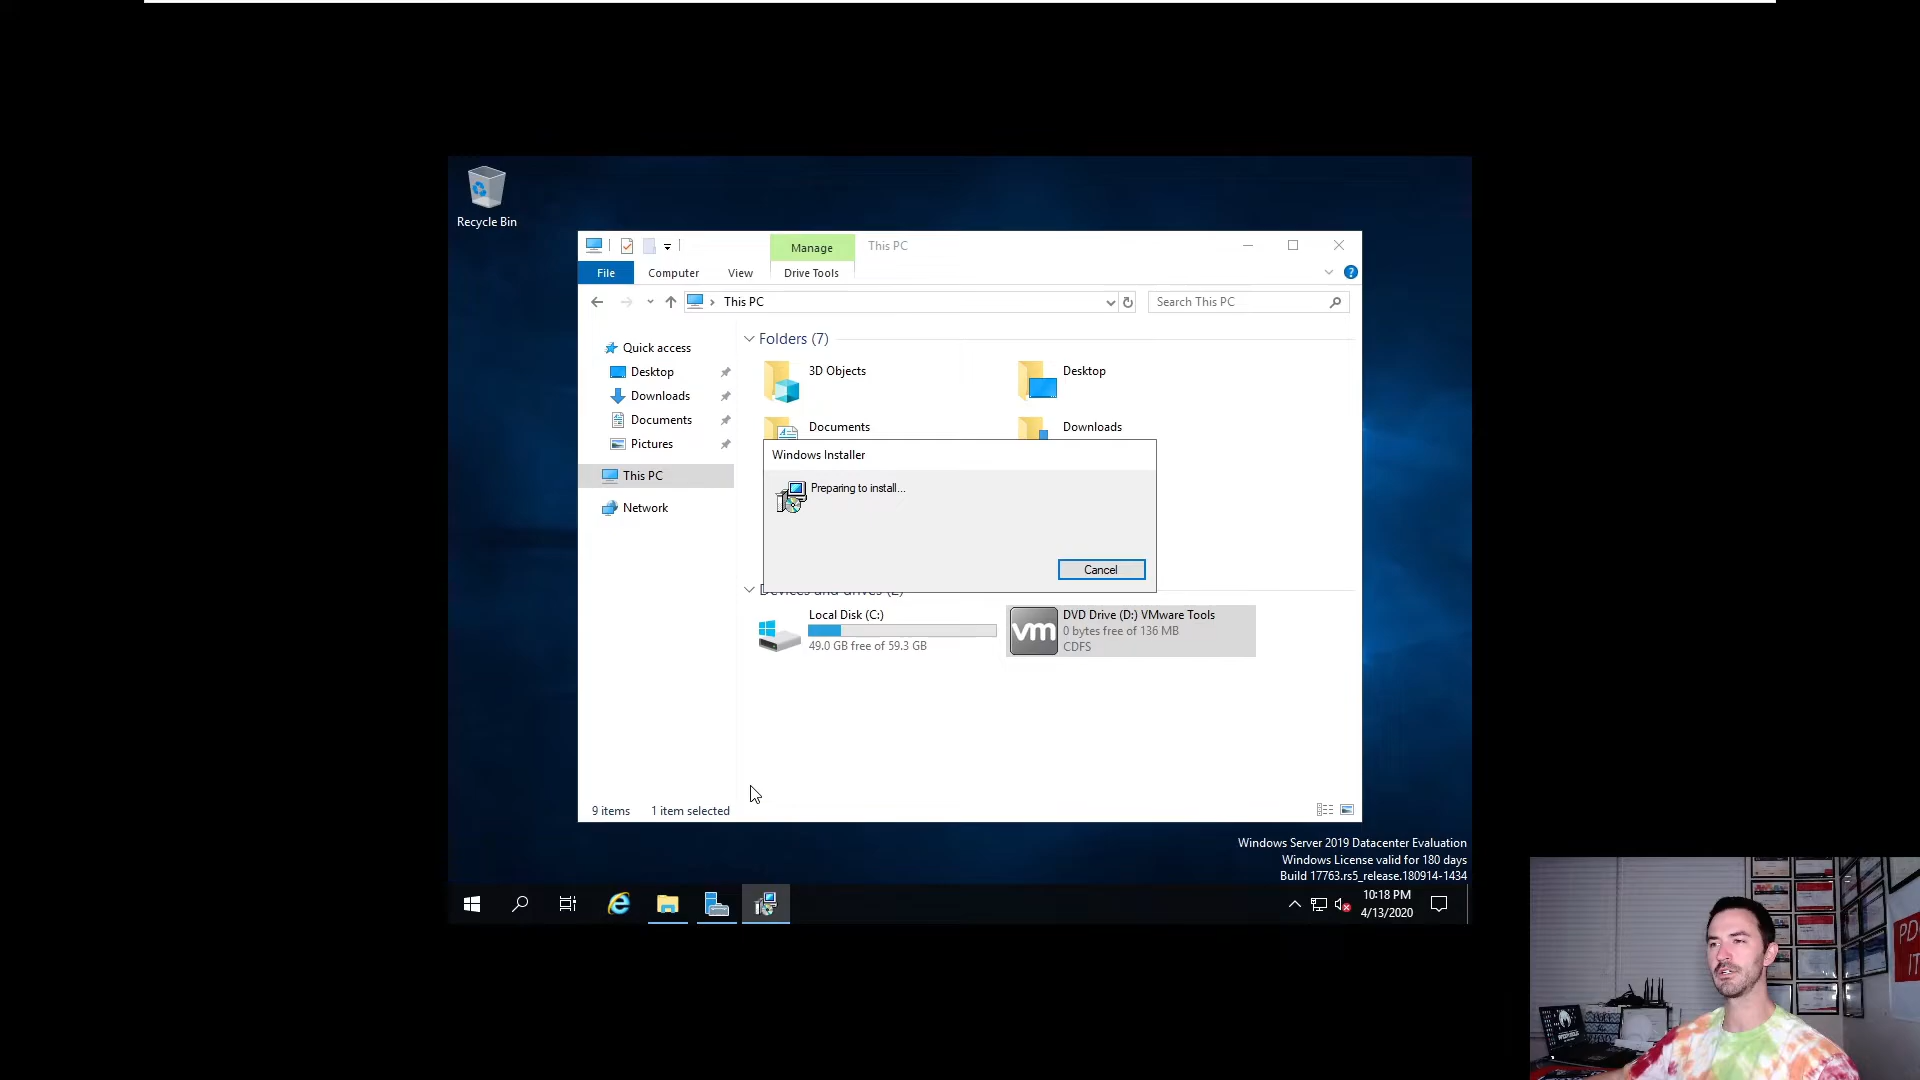 Recycle Bin
Manage
This PC
File
Computer
View
Drive Tools
This PC
Search This PC
Quick access
Desktop
Downloads
Documents
Pictures
This PC
Network
Folders (7)
3D Objects
Desktop
Documents
Downloads
Windows Installer
Preparing to install...
Cancel
Local Disk (C:)
49.0 GB free of 59.3 GB
vm
DVD Drive (D:) VMware Tools
0 bytes free of 136 MB
CDFS
9 items
1 item selected
Windows Server 2019 Datacenter Evaluation
Windows License valid for 180 days
Build 17763.rs5_release.180914-1434
10:18 PM
4/13/2020